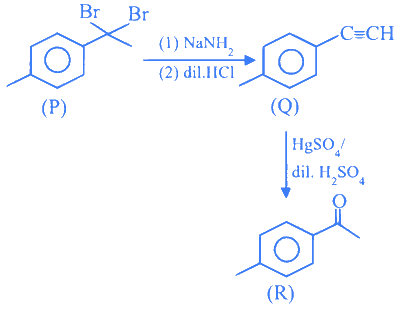 Br Br
(1) NaNH₂
(2) dil.HCl
C≡CH
(P)
(Q)
HgSO₄/
dil. H₂SO₄
O
(R)